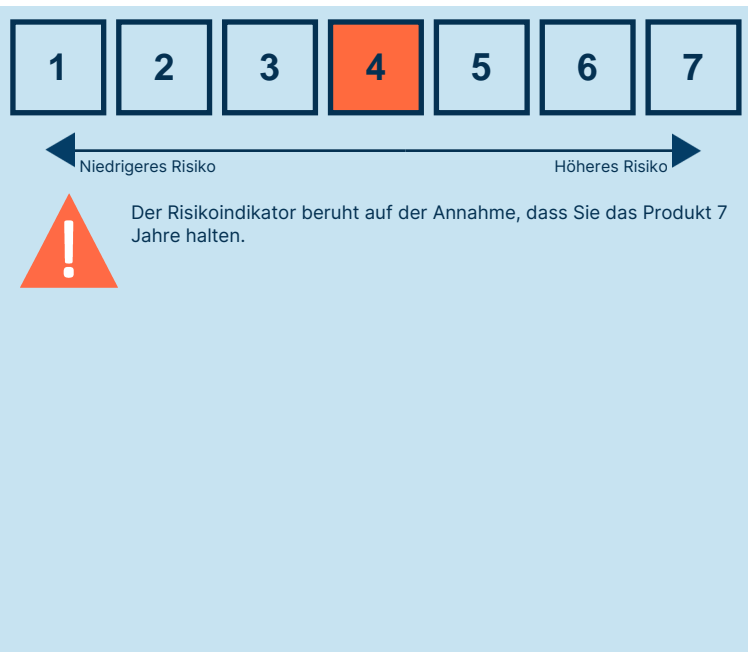 1 2 3 4 5 6 7
Niedrigeres Risiko Höheres Risiko
Der Risikoindikator beruht auf der Annahme, dass Sie das Produkt 7
Jahre halten.
!